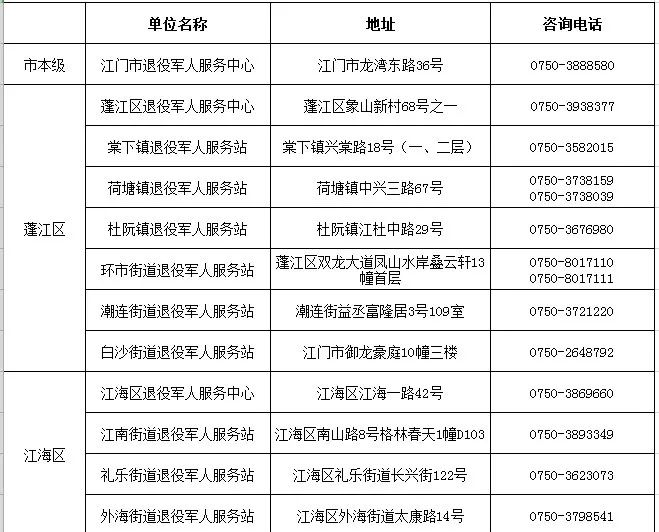 单位名称 地址 咨询电话
市本级 江门市退役军人服务中心 江门市龙湾东路36号 0750-3888580
蓬江区
蓬江区退役军人服务中心 蓬江区象山新村68号之一 0750-3938377
棠下镇退役军人服务站 棠下镇兴棠路18号（一、二层） 0750-3582015
荷塘镇退役军人服务站 荷塘镇中兴三路67号 0750-3738159
0750-3738039
杜阮镇退役军人服务站 杜阮镇江杜中路29号 0750-3676980
环市街道退役军人服务站 蓬江区双龙大道凤山水岸叠云轩13 0750-8017110
幢首层 0750-8017111
潮连街道退役军人服务站 潮连街益丞富隆居3号109室 0750-3721220
白沙街道退役军人服务站 江门市御龙豪庭10幢三楼 0750-2648792
江海区
江海区退役军人服务中心 江海区江海一路42号 0750-3869660
江南街道退役军人服务站 江海区南山路8号格林春天1幢D103 0750-3893349
礼乐街道退役军人服务站 江海区礼乐街道长兴街122号 0750-3623073
外海街道退役军人服务站 江海区外海街道太康路14号 0750-3798541